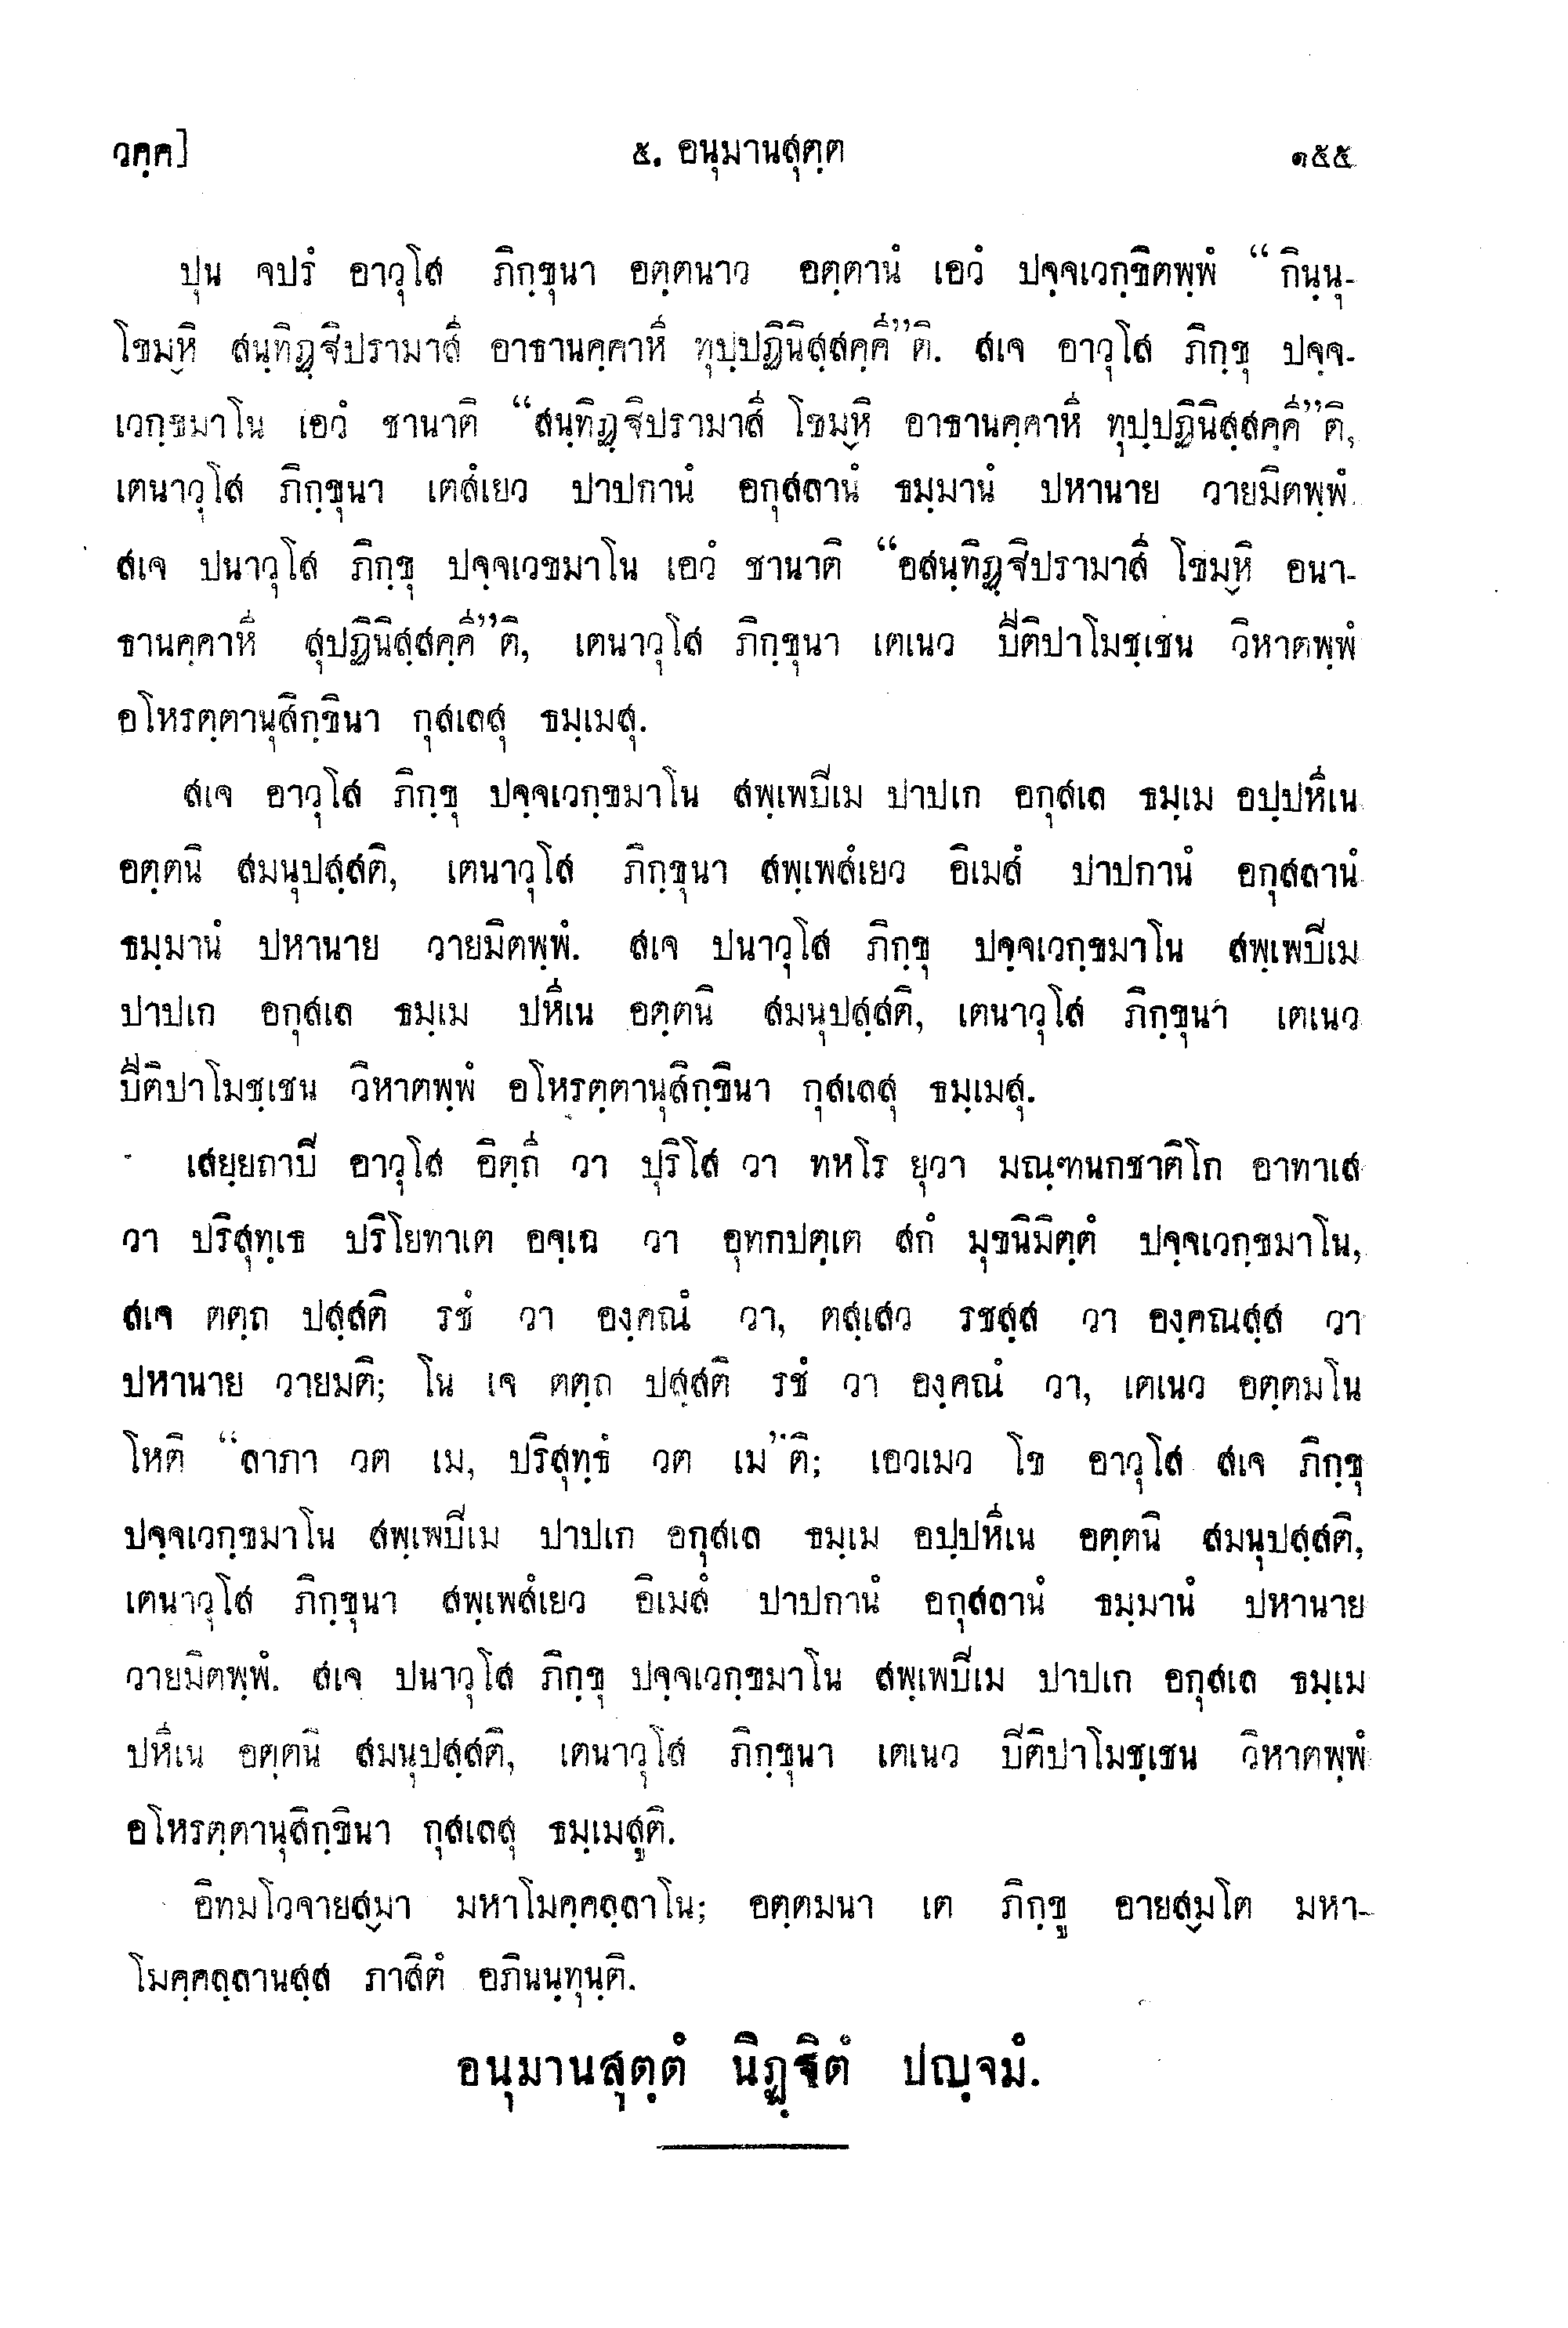 วคฺค]
๕. อนุมานสุตฺต
๑๕๕
ปุน จปรํ อาวุโส ภิกฺขุนา อตฺตนาว อตฺตานํ เอวํ ปจฺจเวกฺขิตพฺพํ “กินฺนุ-
โขมฺหิ สนฺทิฏฺฐิปรามาสี อาธานคฺคาหี ทุปฺปฏินิสฺสคฺคี”ติ. สเจ อาวุโส ภิกฺขุ ปจฺจ-
เวกฺขมาโน เอวํ ชานาติ “สนฺทิฏฺฐิปรามาสี โขมฺหิ อาธานคฺคาหี ทุปฺปฏินิสฺสคฺคี”ติ,
เตนาวุโส ภิกฺขุนา เตสํเยว ปาปกานํ อกุสลานํ ธมฺมานํ ปหานาย วายมิตพฺพํ.
สเจ ปนาวุโส ภิกฺขุ ปจฺจเวขมาโน เอวํ ชานาติ “อสนฺทิฏฺฐิปรามาสี โขมฺหิ อนา-
ธานคฺคาหี สุปฏินิสฺสคฺคี”ติ, เตนาวุโส ภิกฺขุนา เตเนว ปีติปาโมชฺเชน วิหาตพฺพํ
อโหรตฺตานุสิกฺขินา กุสเลสุ ธมฺเมสุ.
สเจ อาวุโส ภิกฺขุ ปจฺจเวกฺขมาโน สพฺเพปีเม ปาปเก อกุสเล ธมฺเม อปฺปหีเน
อตฺตนิ สมนุปสฺสติ, เตนาวุโส ภิกฺขุนา สพฺเพสํเยว อิเมสํ ปาปกานํ อกุสลานํ
ธมฺมานํ ปหานาย วายมิตพฺพํ. สเจ ปนาวุโส ภิกฺขุ ปจฺจเวกฺขมาโน สพฺเพปีเม
ปาปเก อกุสเล ธมฺเม ปหีเน อตฺตนิ สมนุปสฺสติ, เตนาวุโส ภิกฺขุนา เตเนว
ปีติปาโมชฺเชน วิหาตพฺพํ อโหรตฺตานุสิกฺขินา กุสเลสุ ธมฺเมสุ.
เสยฺยถาปี อาวุโส อิตฺถี วา ปุริโส วา ทหโร ยุวา มณฺฑนกชาติโก อาทาเส
วา ปริสุทฺเธ ปริโยทาเต อจฺเฉ วา อุทกปตฺเต สกํ มุขนิมิตฺตํ ปจฺจเวกฺขมาโน,
สเจ ตตฺถ ปสฺสติ รชํ วา องฺคณํ วา, ตสฺเสว รชสฺส วา องฺคณสฺส วา
ปหานาย วายมติ; โน เจ ตตฺถ ปสฺสติ รชํ วา องฺคณํ วา, เตเนว อตฺตมโน
โหติ “ลาภา วต เม, ปริสุทฺธํ วต เม”ติ; เอวเมว โข อาวุโส สเจ ภิกฺขุ
ปจฺจเวกฺขมาโน สพฺเพปีเม ปาปเก อกุสเล ธมฺเม อปฺปหีเน อตฺตนิ สมนุปสฺสติ,
เตนาวุโส ภิกฺขุนา สพฺเพสํเยว อิเมสํ ปาปกานํ อกุสลานํ ธมฺมานํ ปหานาย
วายมิตพฺพํ. สเจ ปนาวุโส ภิกฺขุ ปจฺจเวกฺขมาโน สพฺเพปีเม ปาปเก อกุสเล ธมฺเม
ปหีเน อตฺตนิ สมนุปสฺสติ, เตนาวุโส ภิกฺขุนา เตเนว ปีติปาโมชฺเชน วิหาตพฺพํ
อโหรตฺตานุสิกฺขินา กุสเลสุ ธมฺเมสูติ.
อิทมโวจายสฺมา มหาโมคฺคลฺลาโน; อตฺตมนา เต ภิกฺขู อายสฺมโต มหา-
โมคฺคลฺลานสฺส ภาสิตํ อภินนฺทุนฺติ.
อนุมานสุตฺตํ นิฏฺฐิตํ ปญฺจมํ.